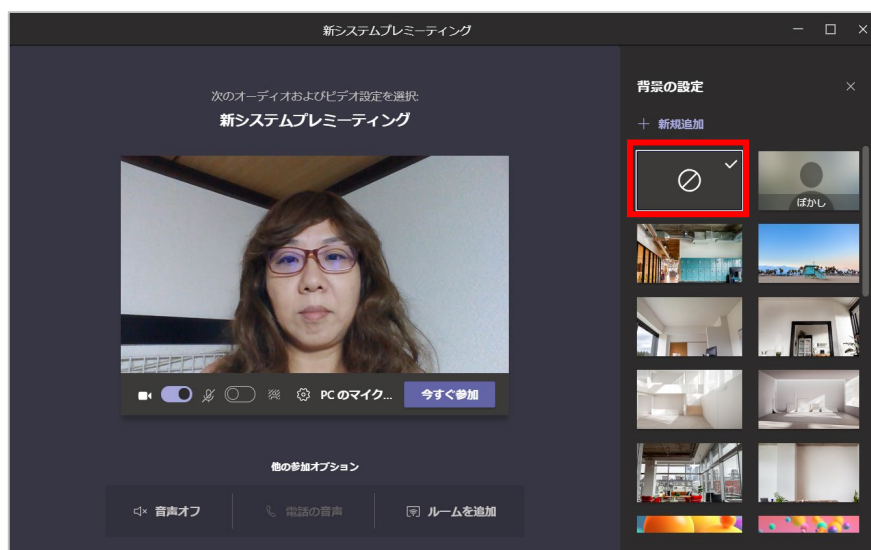 新システムプレミーティング
次のオーディオおよびビデオ設定を選択:
新システムプレミーティング
PC のマイク...
今すぐ参加
他の参加オプション
音声オフ
電話の音声
ルームを追加
背景の設定
+ 新規追加
ぼかし